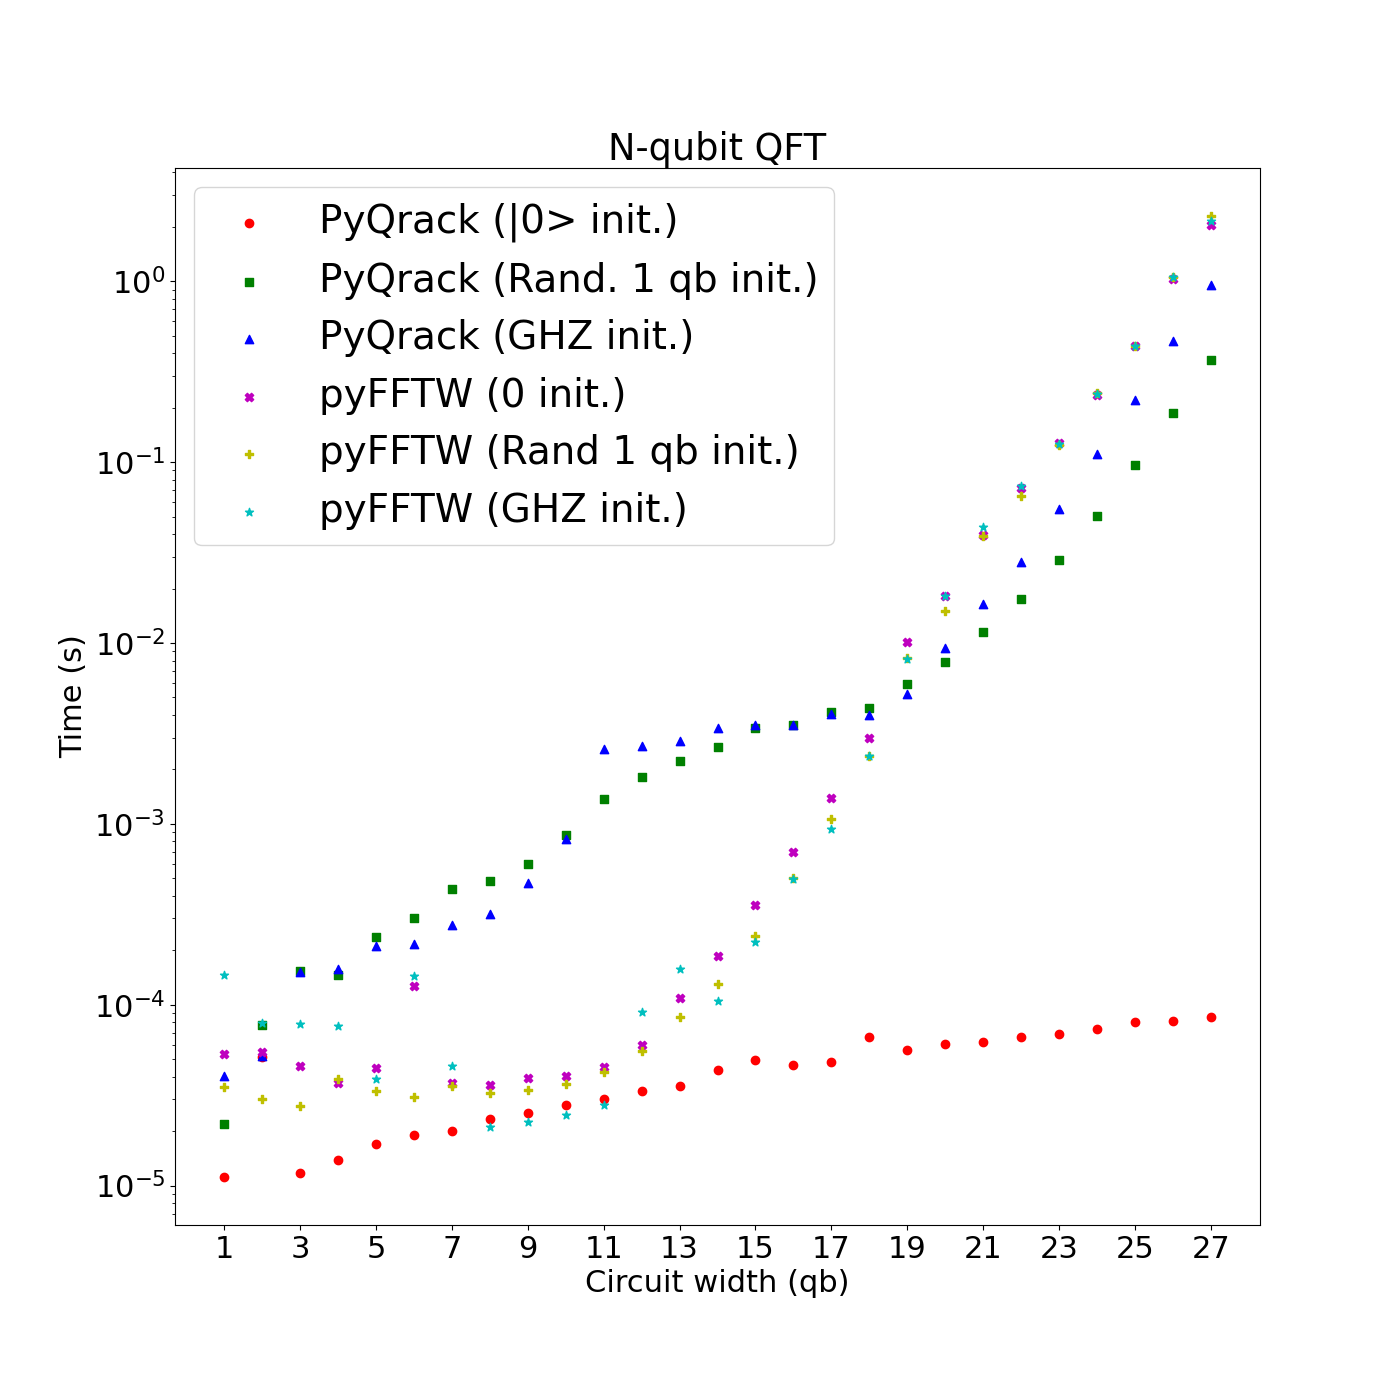 N-qubit QFT
PyQrack (|0> init.)
PyQrack (Rand. 1 qb init.)
PyQrack (GHZ init.)
pyFFTW (0 init.)
pyFFTW (Rand 1 qb init.)
pyFFTW (GHZ init.)
Time (s)
10⁰
10⁻¹
10⁻²
10⁻³
10⁻⁴
10⁻⁵
1 3 5 7 9 11 13 15 17 19 21 23 25 27
Circuit width (qb)